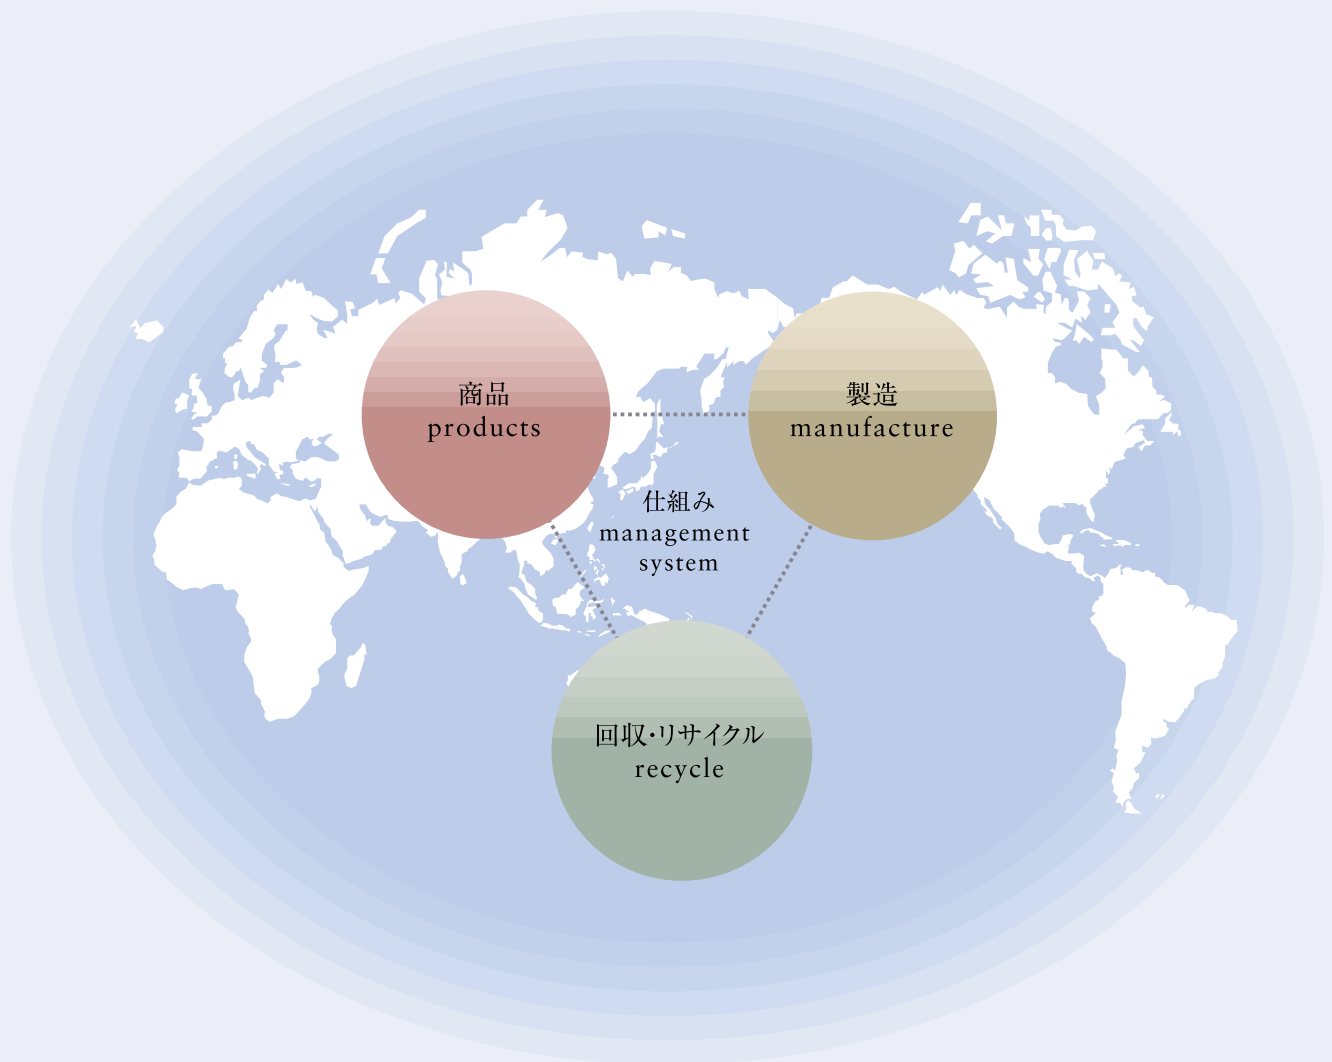 商品
products
製造
manufacture
仕組み
management
system
回収・リサイクル
recycle